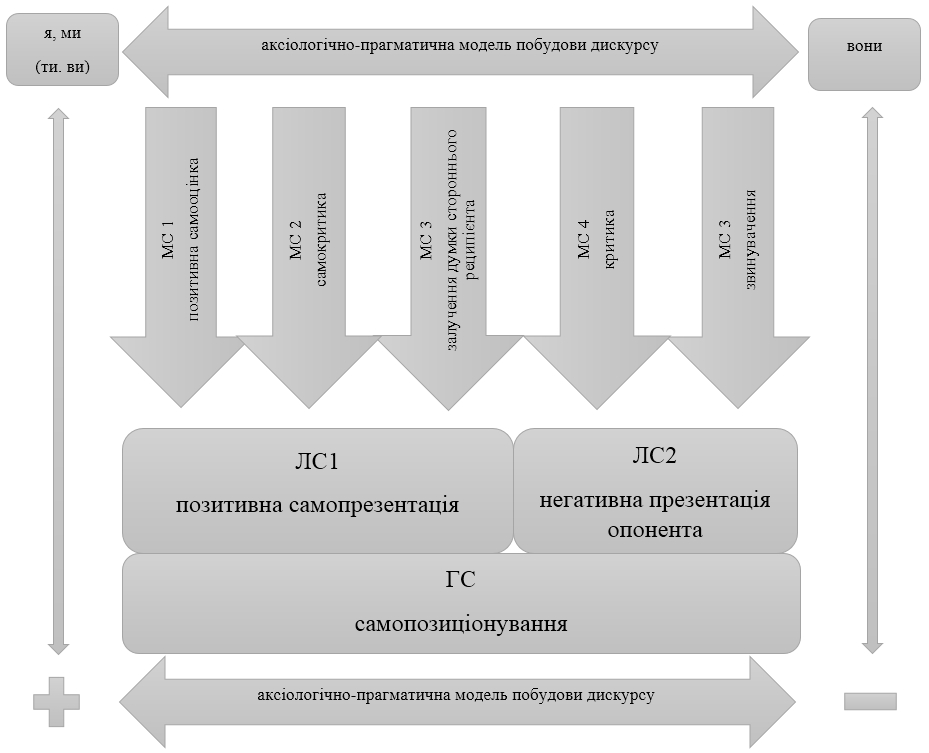 я, ми
(ти. ви)
аксіологічно-прагматична модель побудови дискурсу
вони
МС 1
позитивна самооцінка
МС 2
самокритика
МС 3
залучення думки стороннього
реципієнта
МС 4
критика
МС 3
звинувачення
ЛС1
позитивна самопрезентація
ЛС2
негативна презентація
опонента
ГС
самопозиціонування
аксіологічно-прагматична модель побудови дискурсу